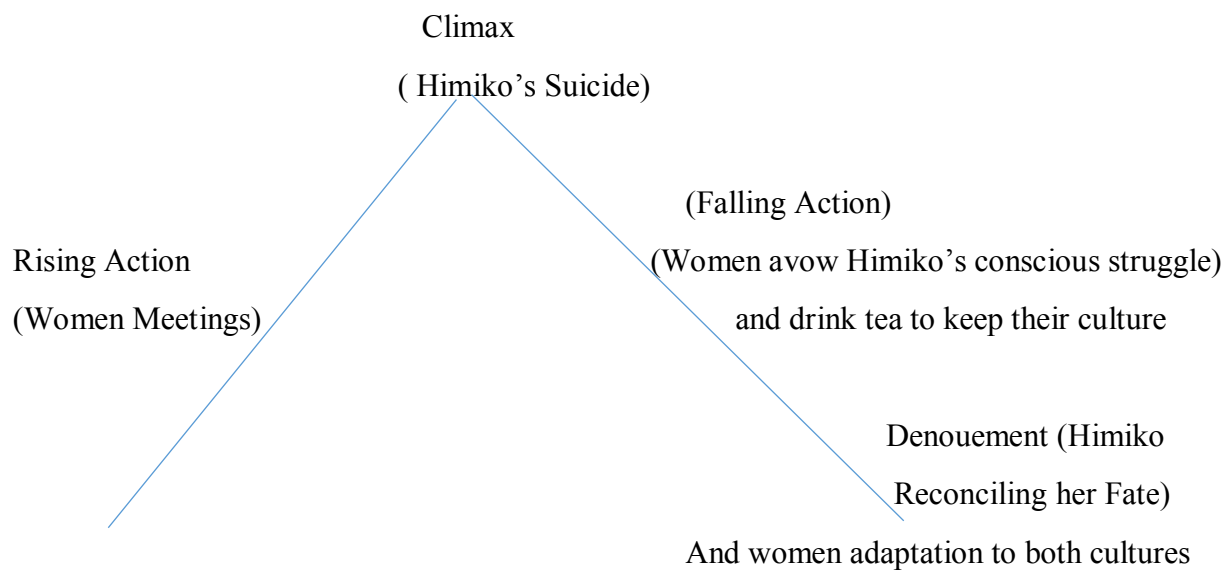 Climax
( Himiko’s Suicide)
(Falling Action)
Rising Action
(Women avow Himiko’s conscious struggle)
(Women Meetings)
and drink tea to keep their culture
Denouement (Himiko
Reconciling her Fate)
And women adaptation to both cultures